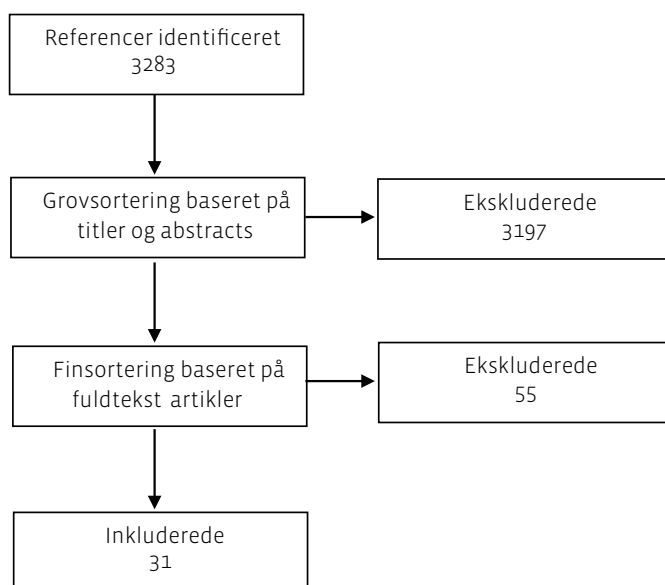 Referencer identificeret
3283
Grovsortering baseret på
titler og abstracts
Ekskluderede
3197
Finsortering baseret på
fuldtekst artikler
Ekskluderede
55
Inkluderede
31